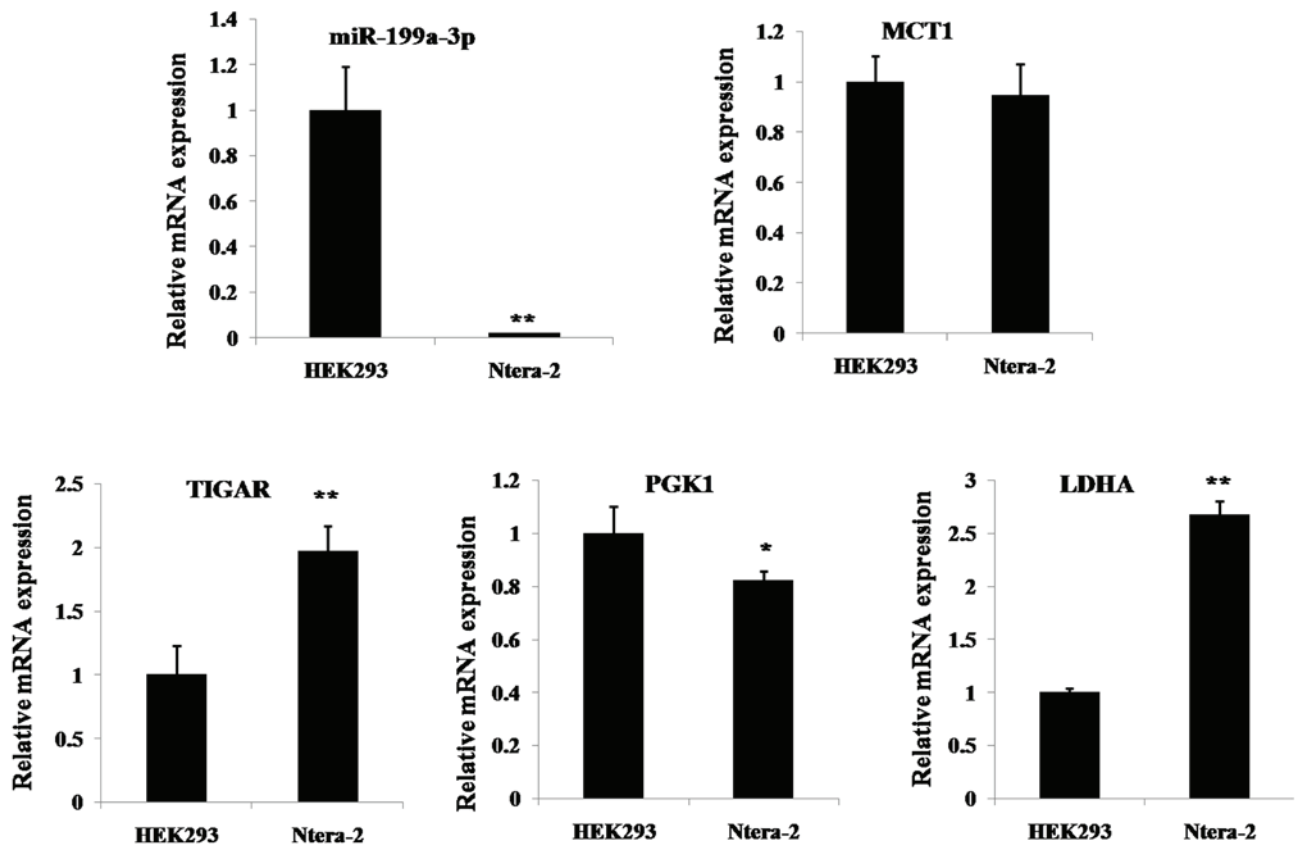 miR-199a-3p
Relative mRNA expression
1.4
1.2
1
0.8
0.6
0.4
0.2
0
**
HEK293 Ntera-2
MCT1
Relative mRNA expression
1.2
1
0.8
0.6
0.4
0.2
0
HEK293 Ntera-2
TIGAR
Relative mRNA expression
2.5
2
1.5
1
0.5
0
**
HEK293 Ntera-2
PGK1
Relative mRNA expression
1.2
1
0.8
0.6
0.4
0.2
0
*
HEK293 Ntera-2
LDHA
Relative mRNA expression
3
2.5
2
1.5
1
0.5
0
**
HEK293 Ntera-2